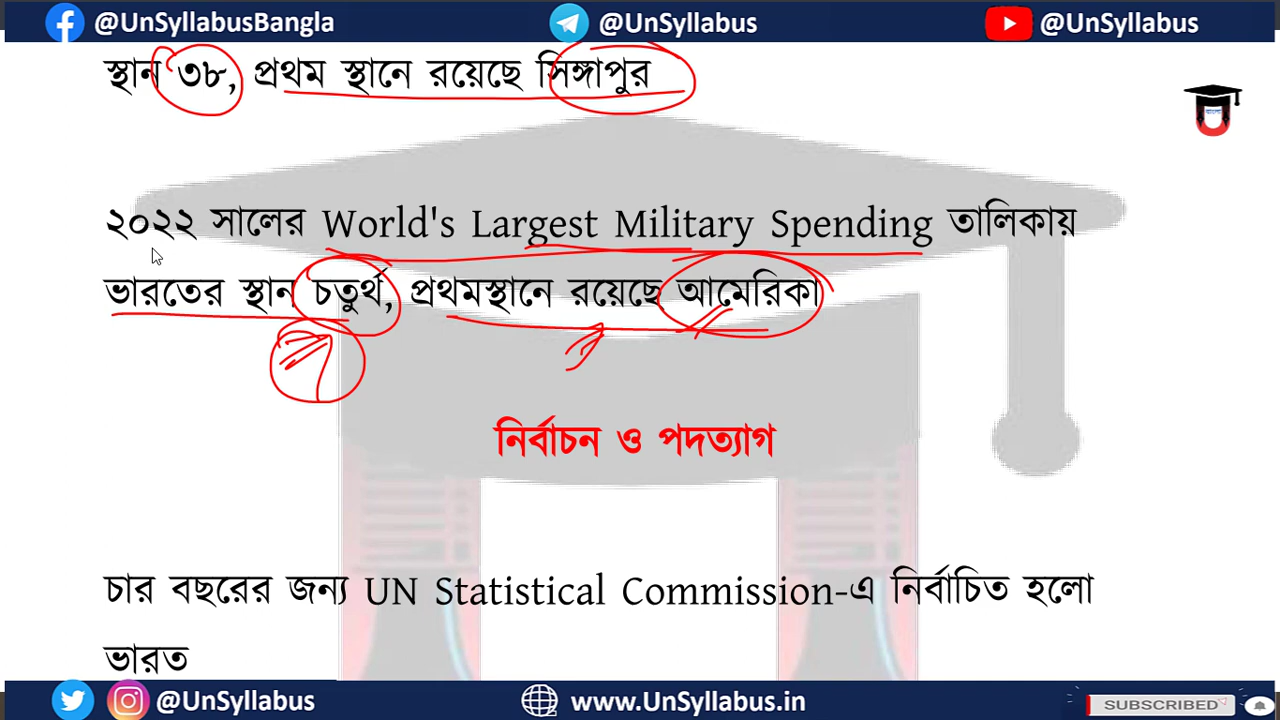 @UnSyllabusBangla @UnSyllabus @UnSyllabus
স্থান ৩৮, প্রথম স্থানে রয়েছে সিঙ্গাপুর
২০২২ সালের World's Largest Military Spending তালিকায়
ভারতের স্থান চতুর্থ, প্রথমস্থানে রয়েছে আমেরিকা
নির্বাচন ও পদত্যাগ
চার বছরের জন্য UN Statistical Commission-এ নির্বাচিত হলো
ভারত
@UnSyllabus www.UnSyllabus.in SUBSCRIBED